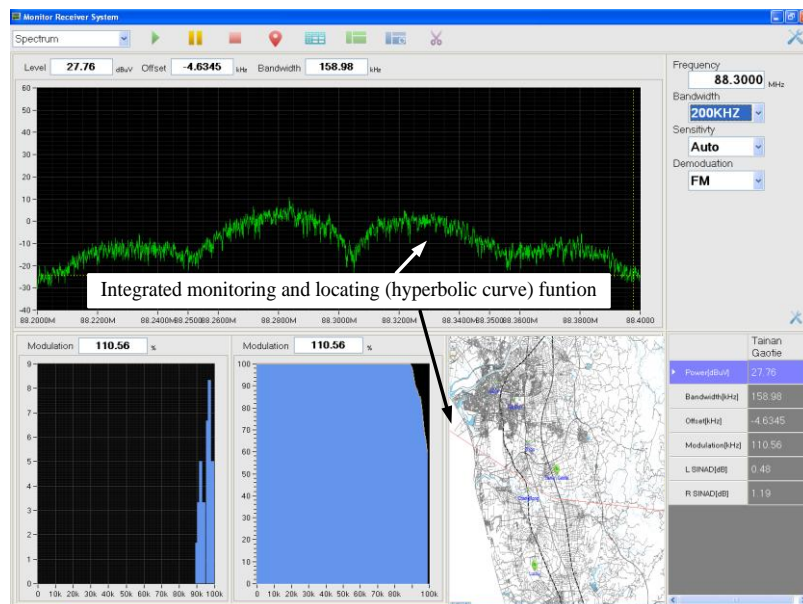 Monitor Receiver System
Spectrum
Level 27.76 dBuV Offset -4.6345 kHz Bandwidth 158.98 kHz
60
50
40
30
20
10
0
-10
-20
-30
-40
88.2000M 88.2200M 88.2400M 88.2500 88.2600M 88.2800M 88.3000M 88.3200M 88.3400M 88.3500 88.3600M 88.3800M 88.4000
Frequency
88.3000 MHz
Bandwidth
200KHZ
Sensitivty
Auto
Demoduation
FM
Integrated monitoring and locating (hyperbolic curve) funtion
Modulation 110.56 %
9
8
7
6
5
4
3
2
1
0
0 10k 20k 30k 40k 50k 60k 70k 80k 90k 100k
Modulation 110.56 %
100
90
80
70
60
50
40
30
20
10
0
0 10k 20k 30k 40k 50k 60k 70k 80k 100k
Tainan
Gaotie
Power[dBuV] 27.76
Bandwidth[kHz] 158.98
Offset[kHz] -4.6345
Modulation[kHz] 110.56
L SINAD[dB] 0.48
R SINAD[dB] 1.19